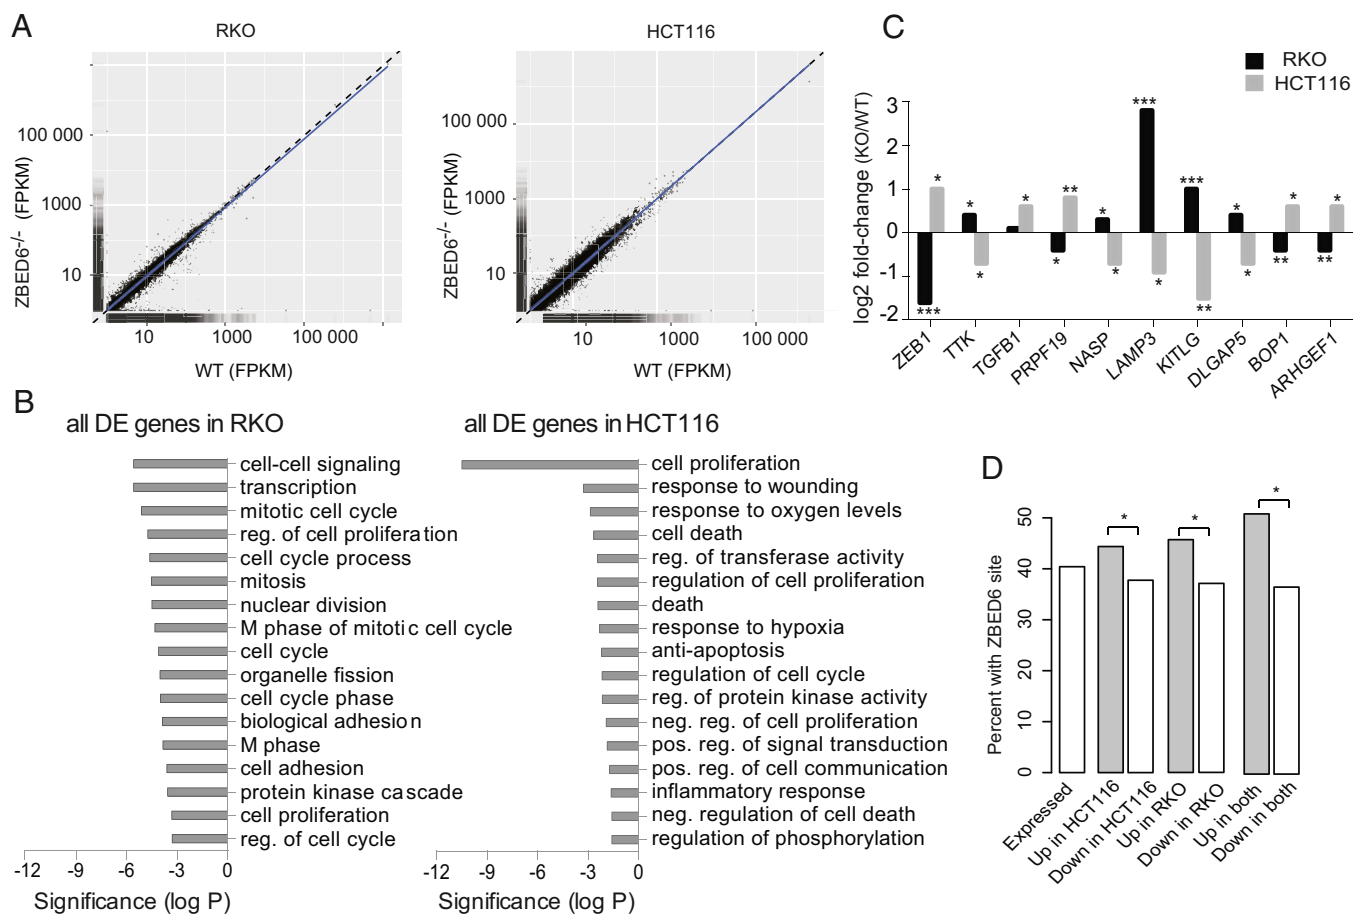 A
RKO
ZBED6-/- (FPKM)
100 000
1000
10
10
1000
100 000
WT (FPKM)
HCT116
ZBED6-/- (FPKM)
100 000
1000
10
10
1000
100 000
WT (FPKM)
C
RKO
HCT116
log2 fold-change (KO/WT)
3
2
1
0
-1
-2
* * * *** *** * *
* ** * *
*** * * * * ** * ** **
ZEB1
TTK
TGFB1
PRPF19
NASP
LAMP3
KITLG
DLGAP5
BOP1
ARHGEF1
B
all DE genes in RKO
cell-cell signaling
transcription
mitotic cell cycle
reg. of cell proliferation
cell cycle process
mitosis
nuclear division
M phase of mitotic cell cycle
cell cycle
organelle fission
cell cycle phase
biological adhesion
M phase
cell adhesion
protein kinase cascade
cell proliferation
reg. of cell cycle
-12 -9 -6 -3 0
Significance (log P)
all DE genes in HCT116
cell proliferation
response to wounding
response to oxygen levels
cell death
reg. of transferase activity
regulation of cell proliferation
death
response to hypoxia
anti-apoptosis
regulation of cell cycle
reg. of protein kinase activity
neg. reg. of cell proliferation
pos. reg. of signal transduction
pos. reg. of cell communication
inflammatory response
neg. regulation of cell death
regulation of phosphorylation
-12 -9 -6 -3 0
Significance (log P)
D
Percent with ZBED6 site
50
40
30
20
10
0
* * *
Expressed
Up in HCT116
Down in HCT116
Up in RKO
Down in RKO
Up in both
Down in both